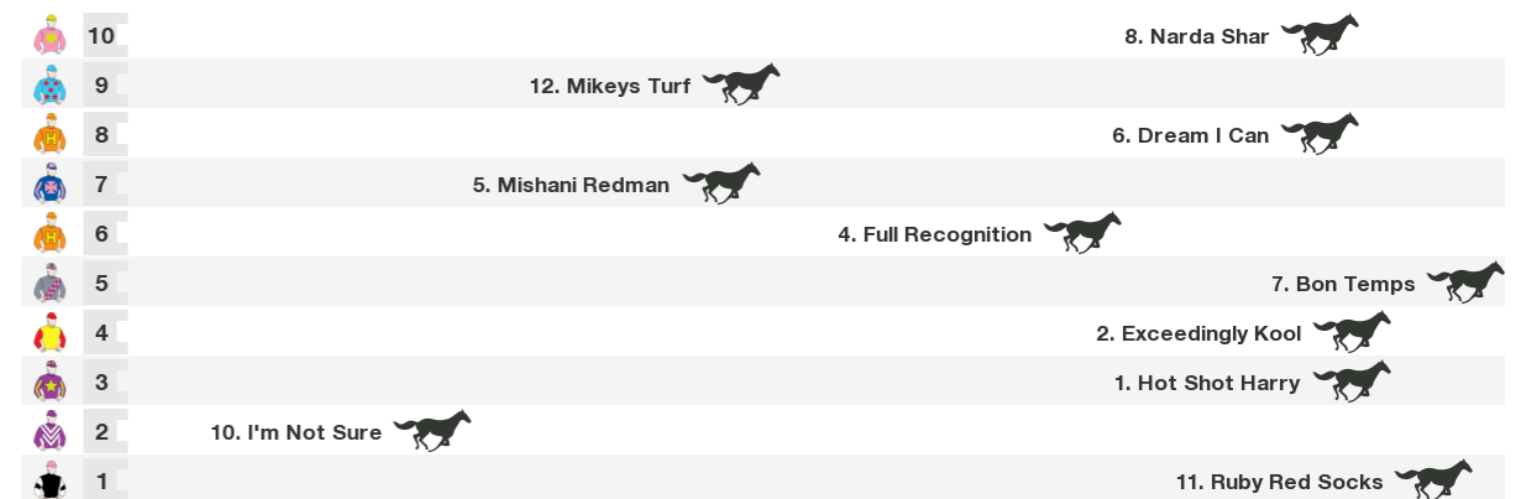 10 8. Narda Shar
9 12. Mikeys Turf
8 H 6. Dream I Can
7 5. Mishani Redman
6 H 4. Full Recognition
5 7. Bon Temps
4 2. Exceedingly Kool
3 1. Hot Shot Harry
2 10. I'm Not Sure
1 11. Ruby Red Socks